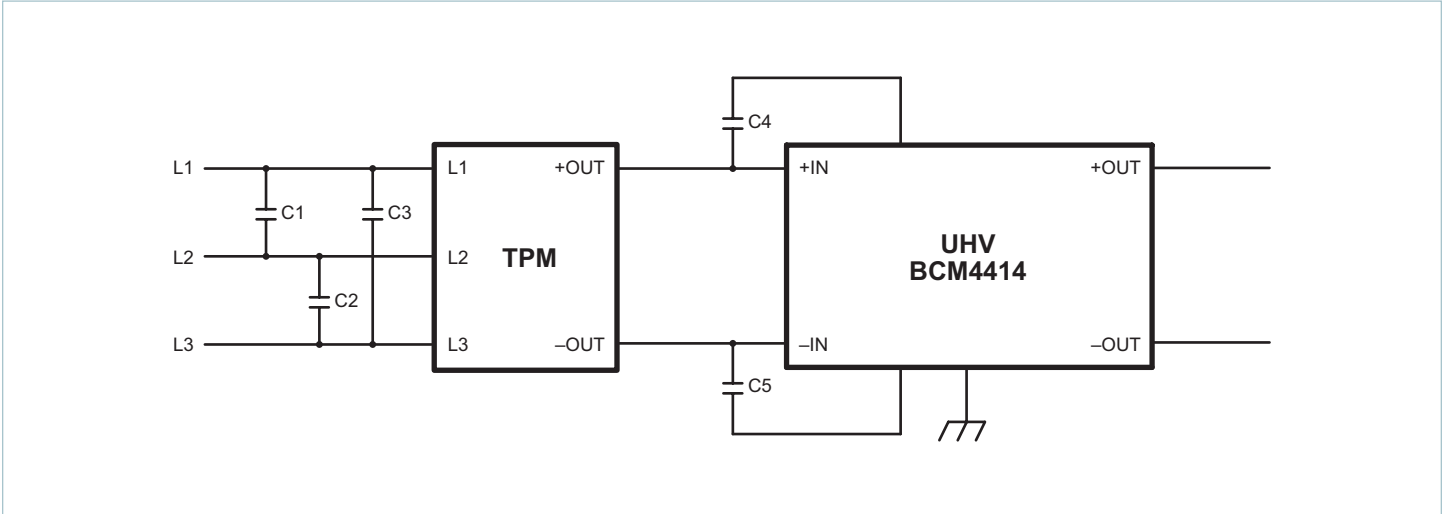 C4
L1
L1
+OUT
+IN
+OUT
C1
C3
L2
L2
TPM
UHV
BCM4414
C2
L3
L3
–OUT
–IN
–OUT
C5